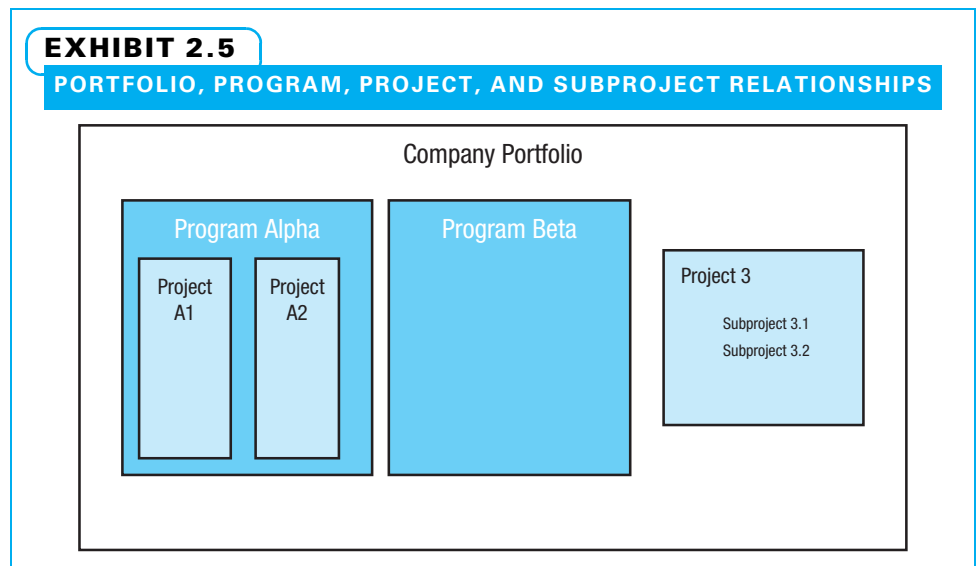 EXHIBIT 2.5
PORTFOLIO, PROGRAM, PROJECT, AND SUBPROJECT RELATIONSHIPS
Company Portfolio
Program Alpha
Project
A1
Project
A2
Program Beta
Project 3
Subproject 3.1
Subproject 3.2